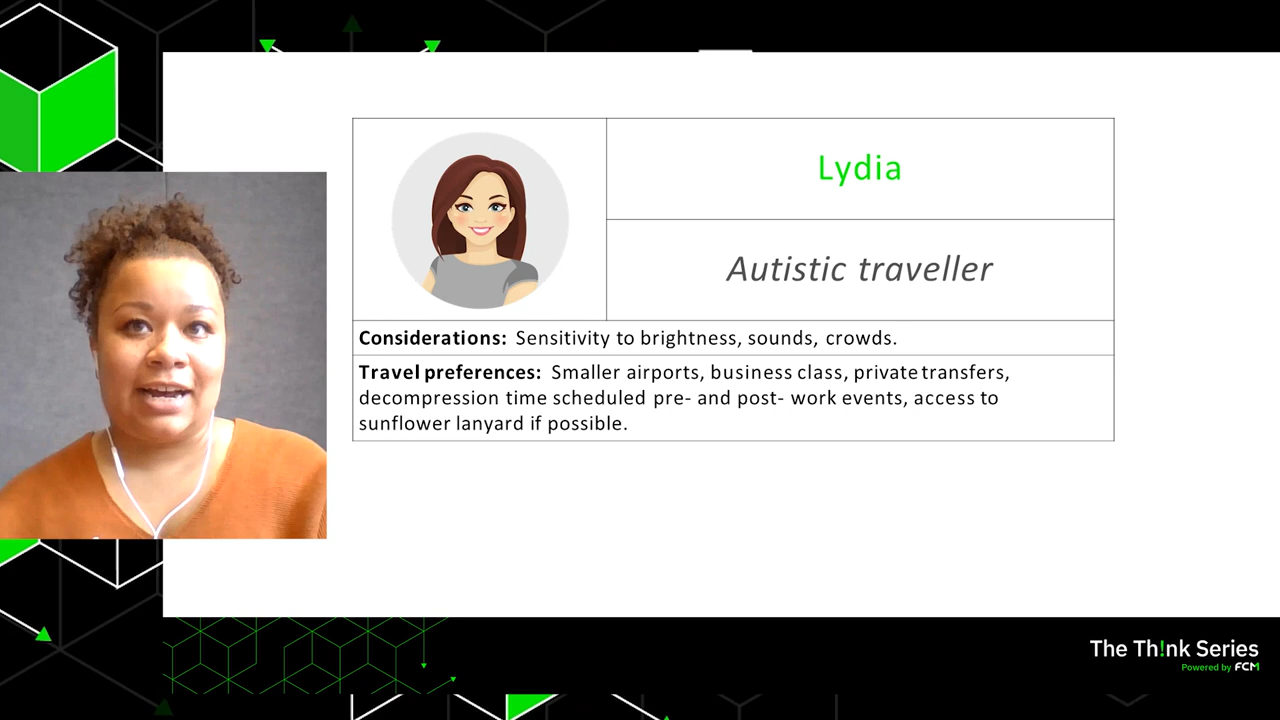 Lydia
Autistic traveller
Considerations: Sensitivity to brightness, sounds, crowds.
Travel preferences: Smaller airports, business class, private transfers,
decompression time scheduled pre- and post- work events, access to
sunflower lanyard if possible.
The Th!nk Series
Powered by FCM